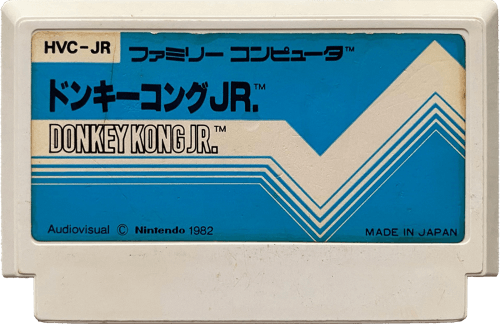 HVC-JR ファミリー コンピュータ™
ドンキーコングJR.™
DONKEY KONG JR.™
Audiovisual © Nintendo 1982
MADE IN JAPAN